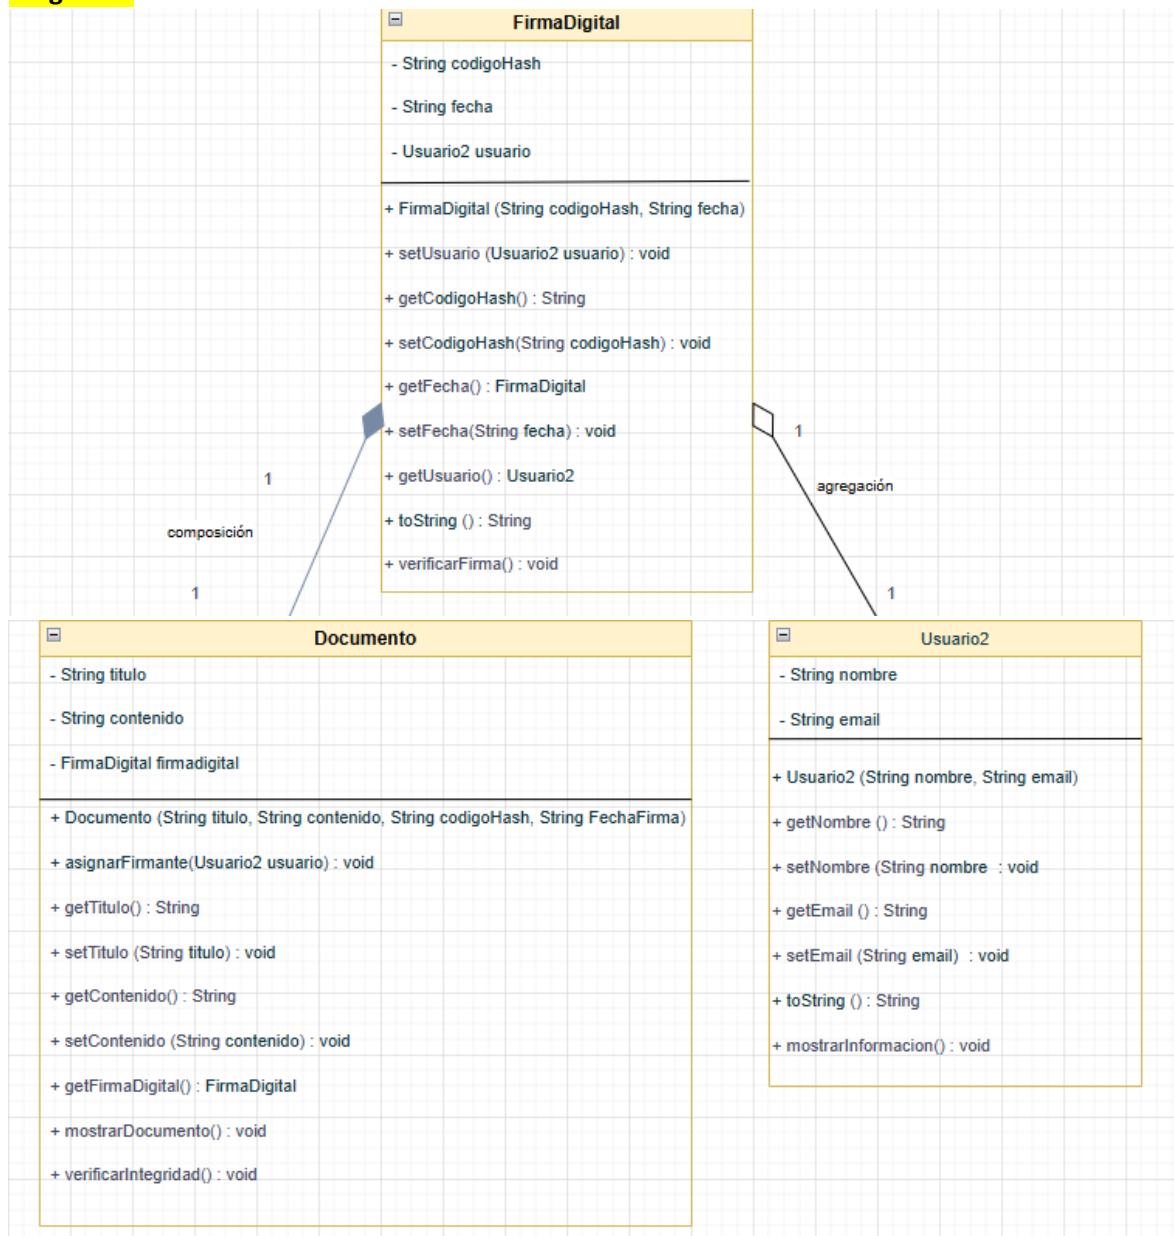 FirmaDigital
- String codigoHash
- String fecha
- Usuario2 usuario
+ FirmaDigital (String codigoHash, String fecha)
+ setUsuario (Usuario2 usuario) : void
+ getCodigoHash() : String
+ setCodigoHash(String codigoHash) : void
+ getFecha() : FirmaDigital
+ setFecha(String fecha) : void
+ getUsuario() : Usuario2
+ toString () : String
+ verificarFirma() : void
1
composición
1
1
agregación
1
Documento
- String titulo
- String contenido
- FirmaDigital firmadigital
+ Documento (String titulo, String contenido, String codigoHash, String FechaFirma)
+ asignarFirmante(Usuario2 usuario) : void
+ getTitulo() : String
+ setTitulo (String titulo) : void
+ getContenido() : String
+ setContenido (String contenido) : void
+ getFirmaDigital() : FirmaDigital
+ mostrarDocumento() : void
+ verificarIntegridad() : void
Usuario2
- String nombre
- String email
+ Usuario2 (String nombre, String email)
+ getNombre () : String
+ setNombre (String nombre : void
+ getEmail () : String
+ setEmail (String email) : void
+ toString () : String
+ mostrarInformacion() : void